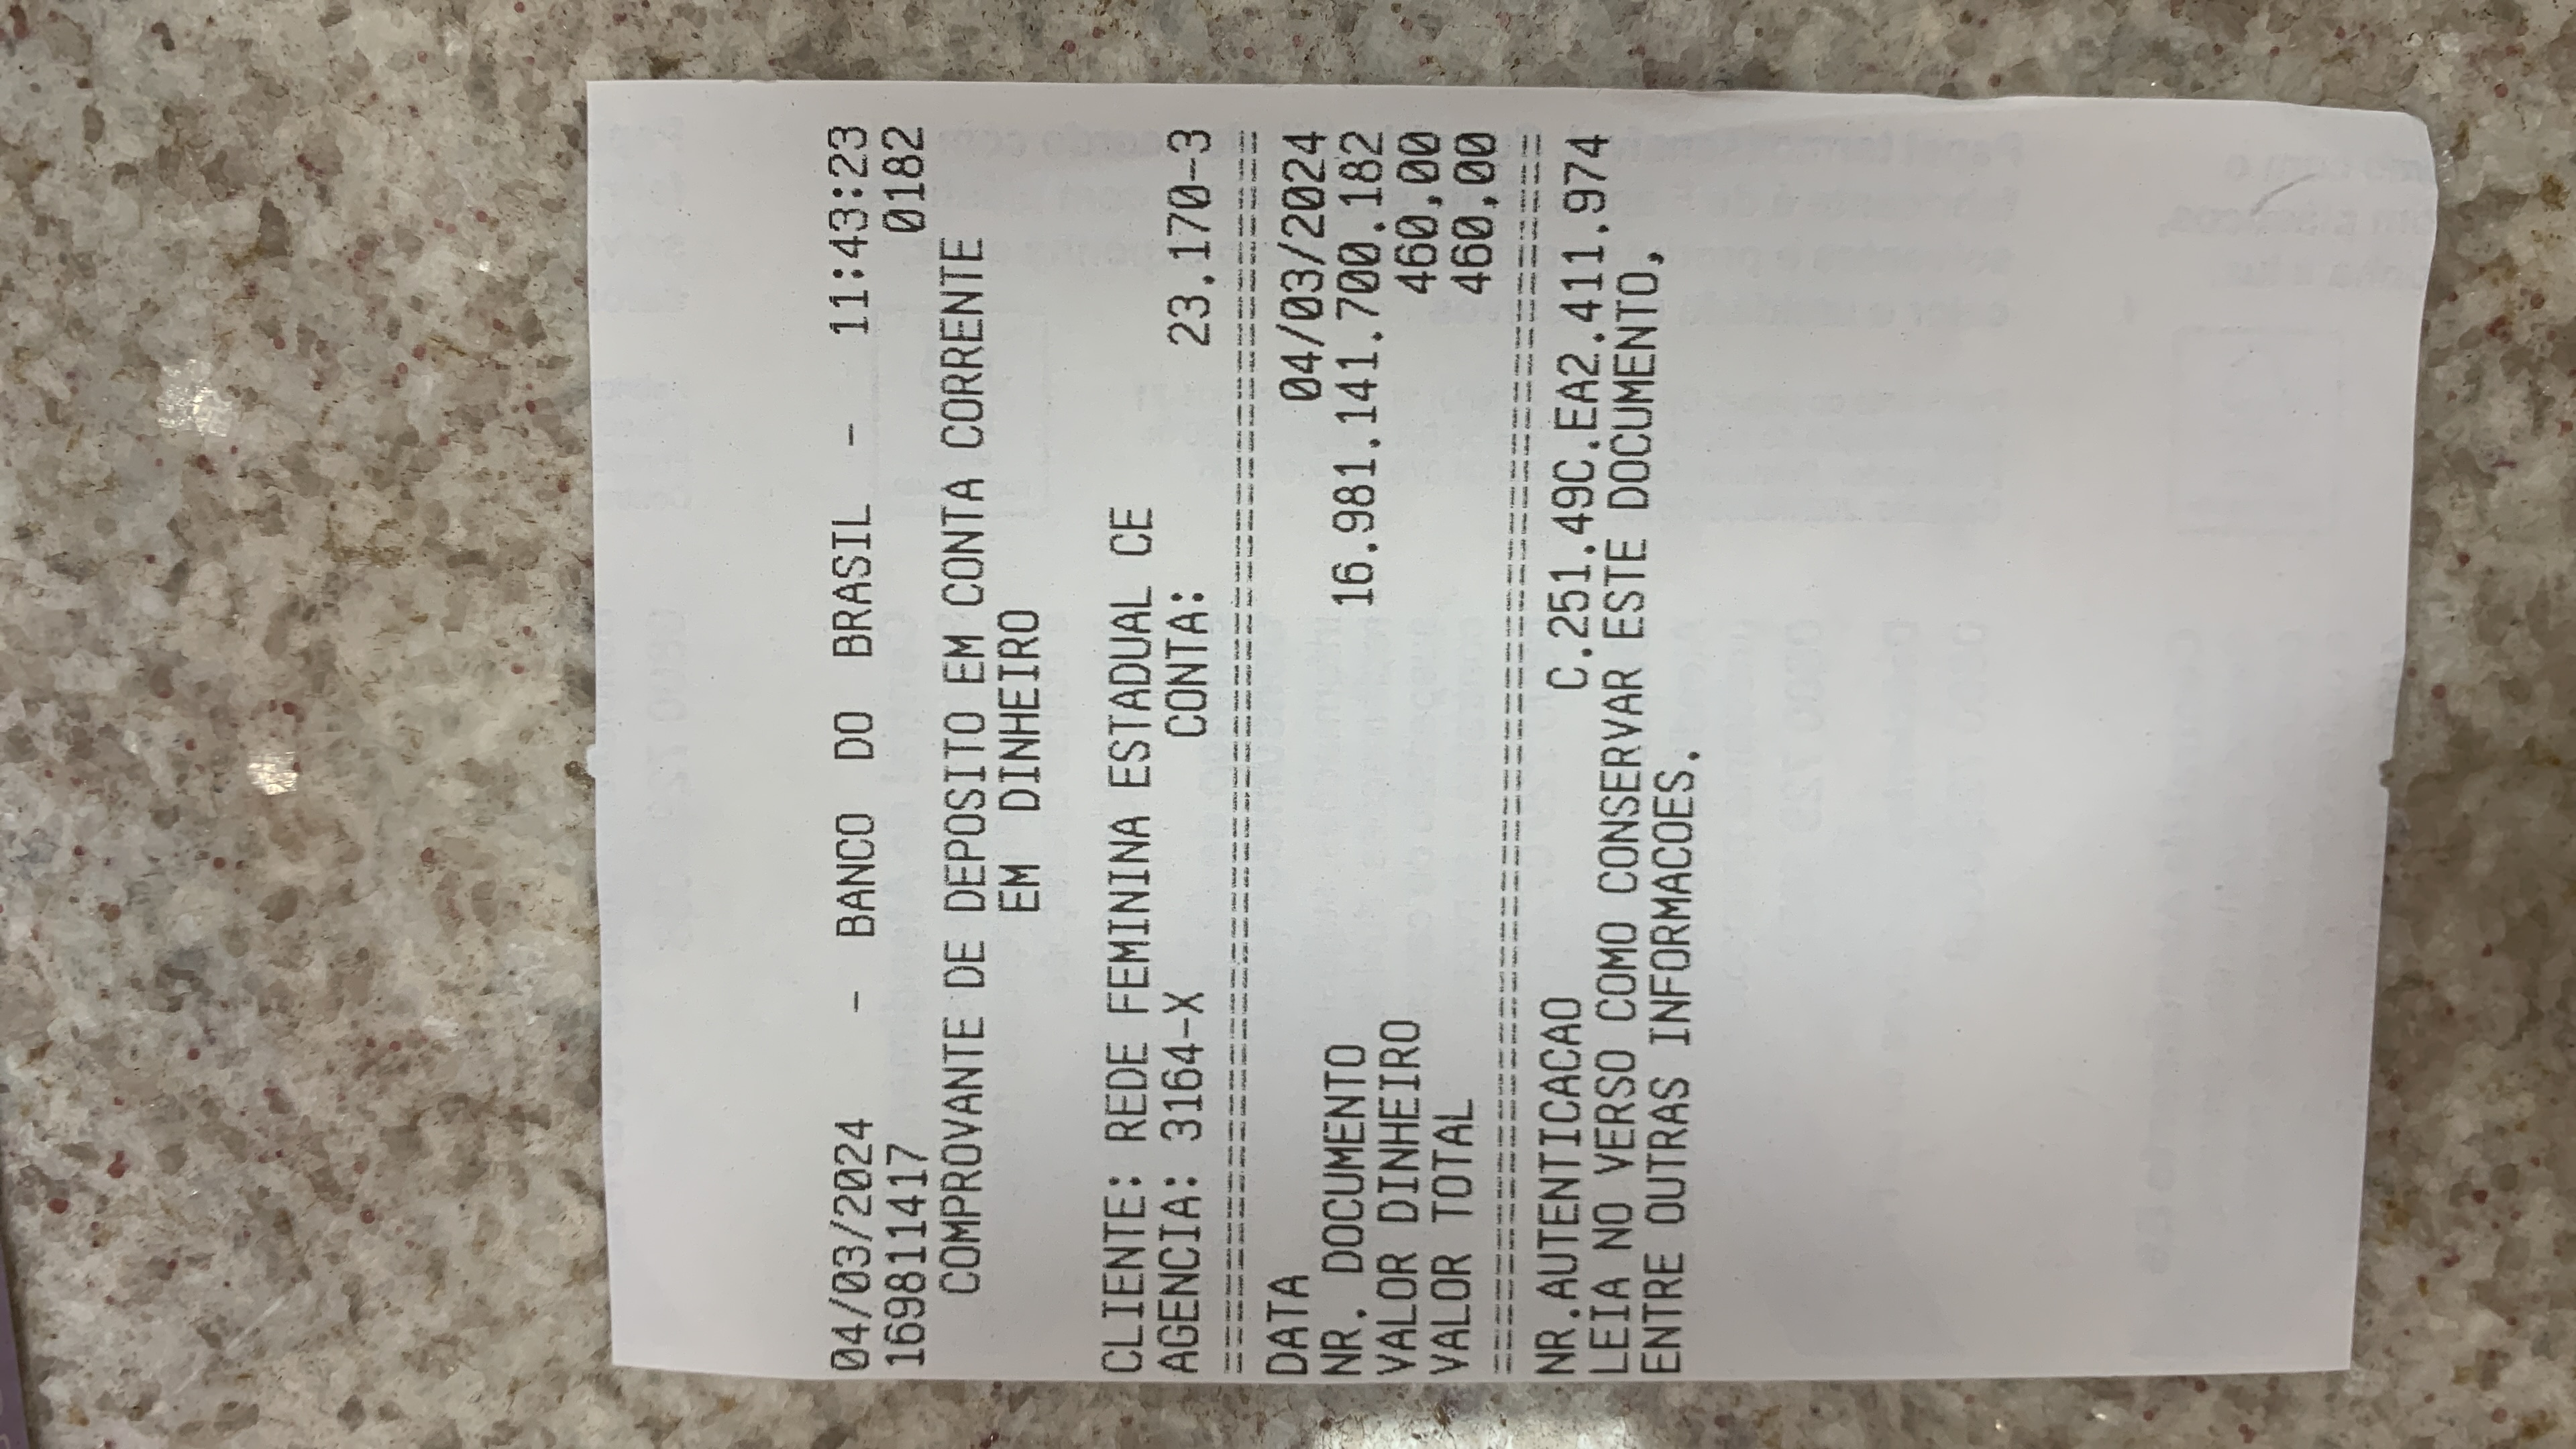 04/03/2024 - BANCO DO BRASIL - 11:43:23
169811417 0182
COMPROVANTE DE DEPOSITO EM CONTA CORRENTE
EM DINHEIRO
CLIENTE: REDE FEMININA ESTADUAL CE
AGENCIA: 3164-X CONTA: 23.170-3
========================================
DATA 04/03/2024
NR. DOCUMENTO 16.981.141.700.182
VALOR DINHEIRO 460,00
VALOR TOTAL 460,00
========================================
NR.AUTENTICACAO C.251.49C.EA2.411.974
LEIA NO VERSO COMO CONSERVAR ESTE DOCUMENTO,
ENTRE OUTRAS INFORMACOES.